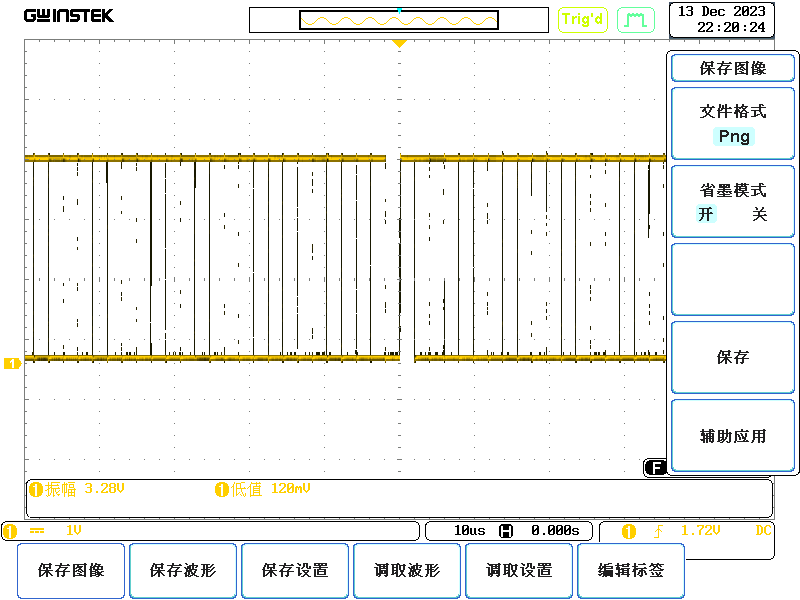 GWINSTEK
Trig'd
13 Dec 2023
22:20:24
保存图像
文件格式
Png
省墨模式
开 关
保存
辅助应用
F
1
1振幅 3.28V 1低值 120mV
1 1V 10us H 0.000s 1 1.72V DC
保存图像 保存波形 保存设置 调取波形 调取设置 编辑标签